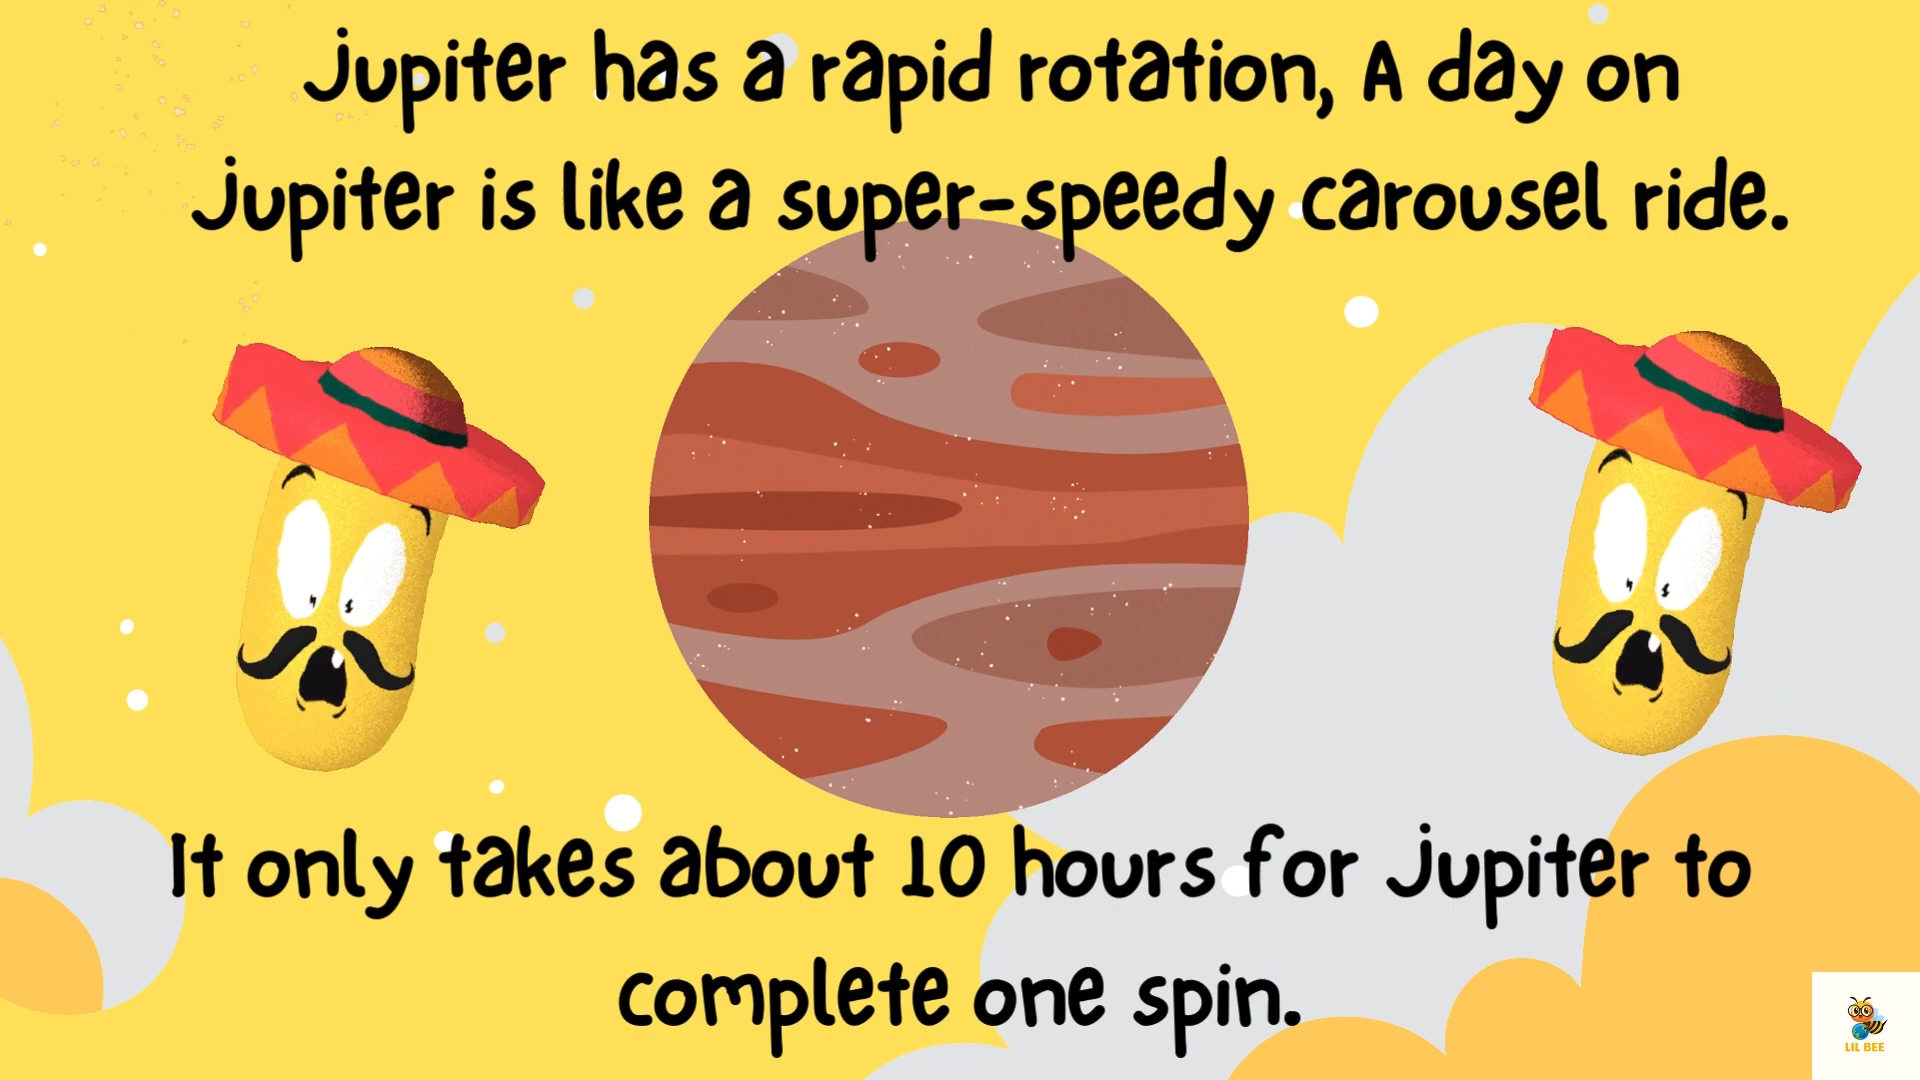 Jupiter has a rapid rotation, A day on
Jupiter is like a super-speedy carousel ride.
It only takes about 10 hours for Jupiter to
complete one spin.
LIL BEE